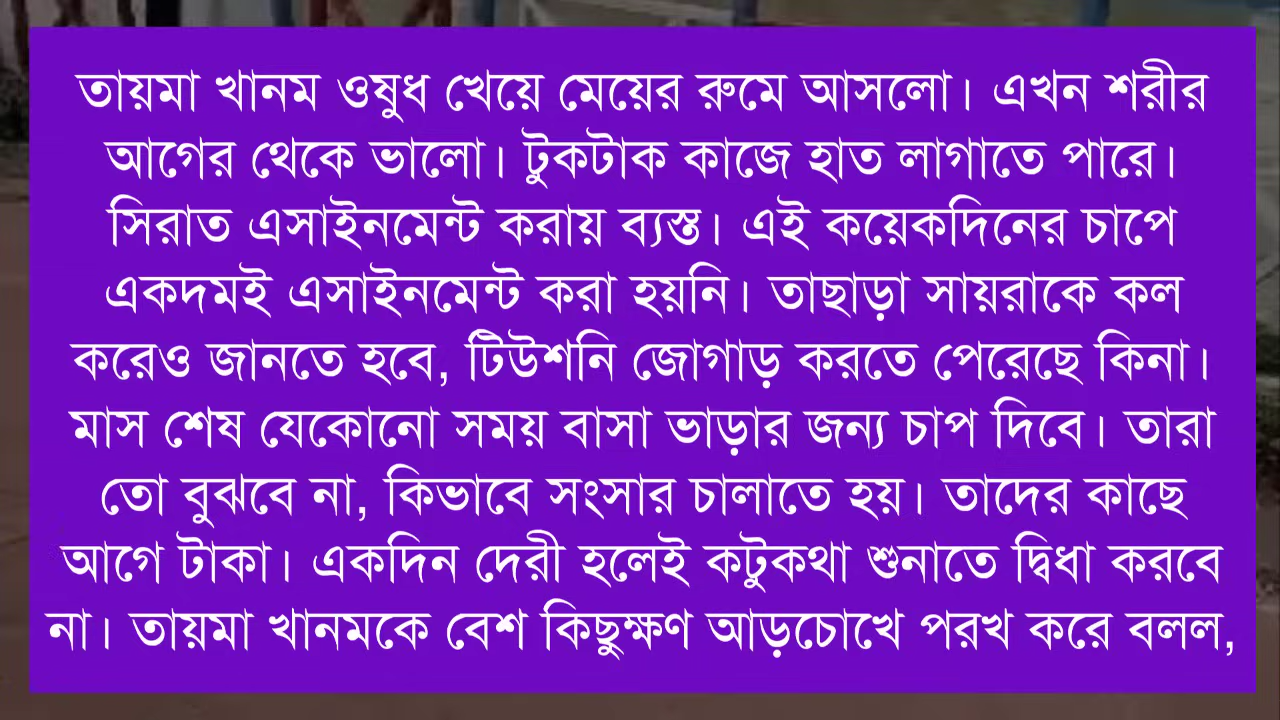 তায়মা খানম ওষুধ খেয়ে মেয়ের রুমে আসলো। এখন শরীর
আগের থেকে ভালো। টুকটাক কাজে হাত লাগাতে পারে।
সিরাত এসাইনমেন্ট করায় ব্যস্ত। এই কয়েকদিনের চাপে
একদমই এসাইনমেন্ট করা হয়নি। তাছাড়া সায়রাকে কল
করেও জানতে হবে, টিউশনি জোগাড় করতে পেরেছে কিনা।
মাস শেষ যেকোনো সময় বাসা ভাড়ার জন্য চাপ দিবে। তারা
তো বুঝবে না, কিভাবে সংসার চালাতে হয়। তাদের কাছে
আগে টাকা। একদিন দেরী হলেই কটুকথা শুনাতে দ্বিধা করবে
না। তায়মা খানমকে বেশ কিছুক্ষণ আড়চোখে পরখ করে বলল,